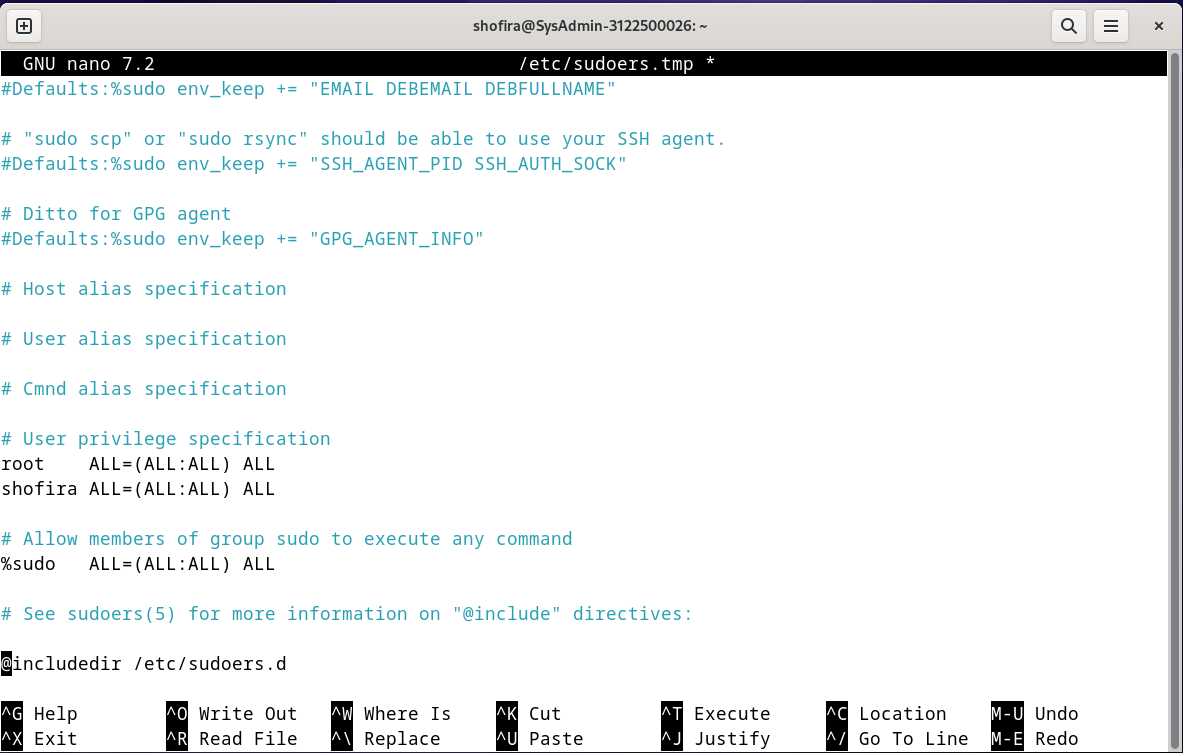 shofira@SysAdmin-3122500026: ~
GNU nano 7.2 /etc/sudoers.tmp *
#Defaults:%sudo env_keep += "EMAIL DEBEMAIL DEBFULLNAME"
# "sudo scp" or "sudo rsync" should be able to use your SSH agent.
#Defaults:%sudo env_keep += "SSH_AGENT_PID SSH_AUTH_SOCK"
# Ditto for GPG agent
#Defaults:%sudo env_keep += "GPG_AGENT_INFO"
# Host alias specification
# User alias specification
# Cmnd alias specification
# User privilege specification
root    ALL=(ALL:ALL) ALL
shofira ALL=(ALL:ALL) ALL
# Allow members of group sudo to execute any command
%sudo   ALL=(ALL:ALL) ALL
# See sudoers(5) for more information on "@include" directives:
@includedir /etc/sudoers.d
^G Help ^O Write Out ^W Where Is ^K Cut ^T Execute ^C Location M-U Undo
^X Exit ^R Read File ^\ Replace ^U Paste ^J Justify ^/ Go To Line M-E Redo